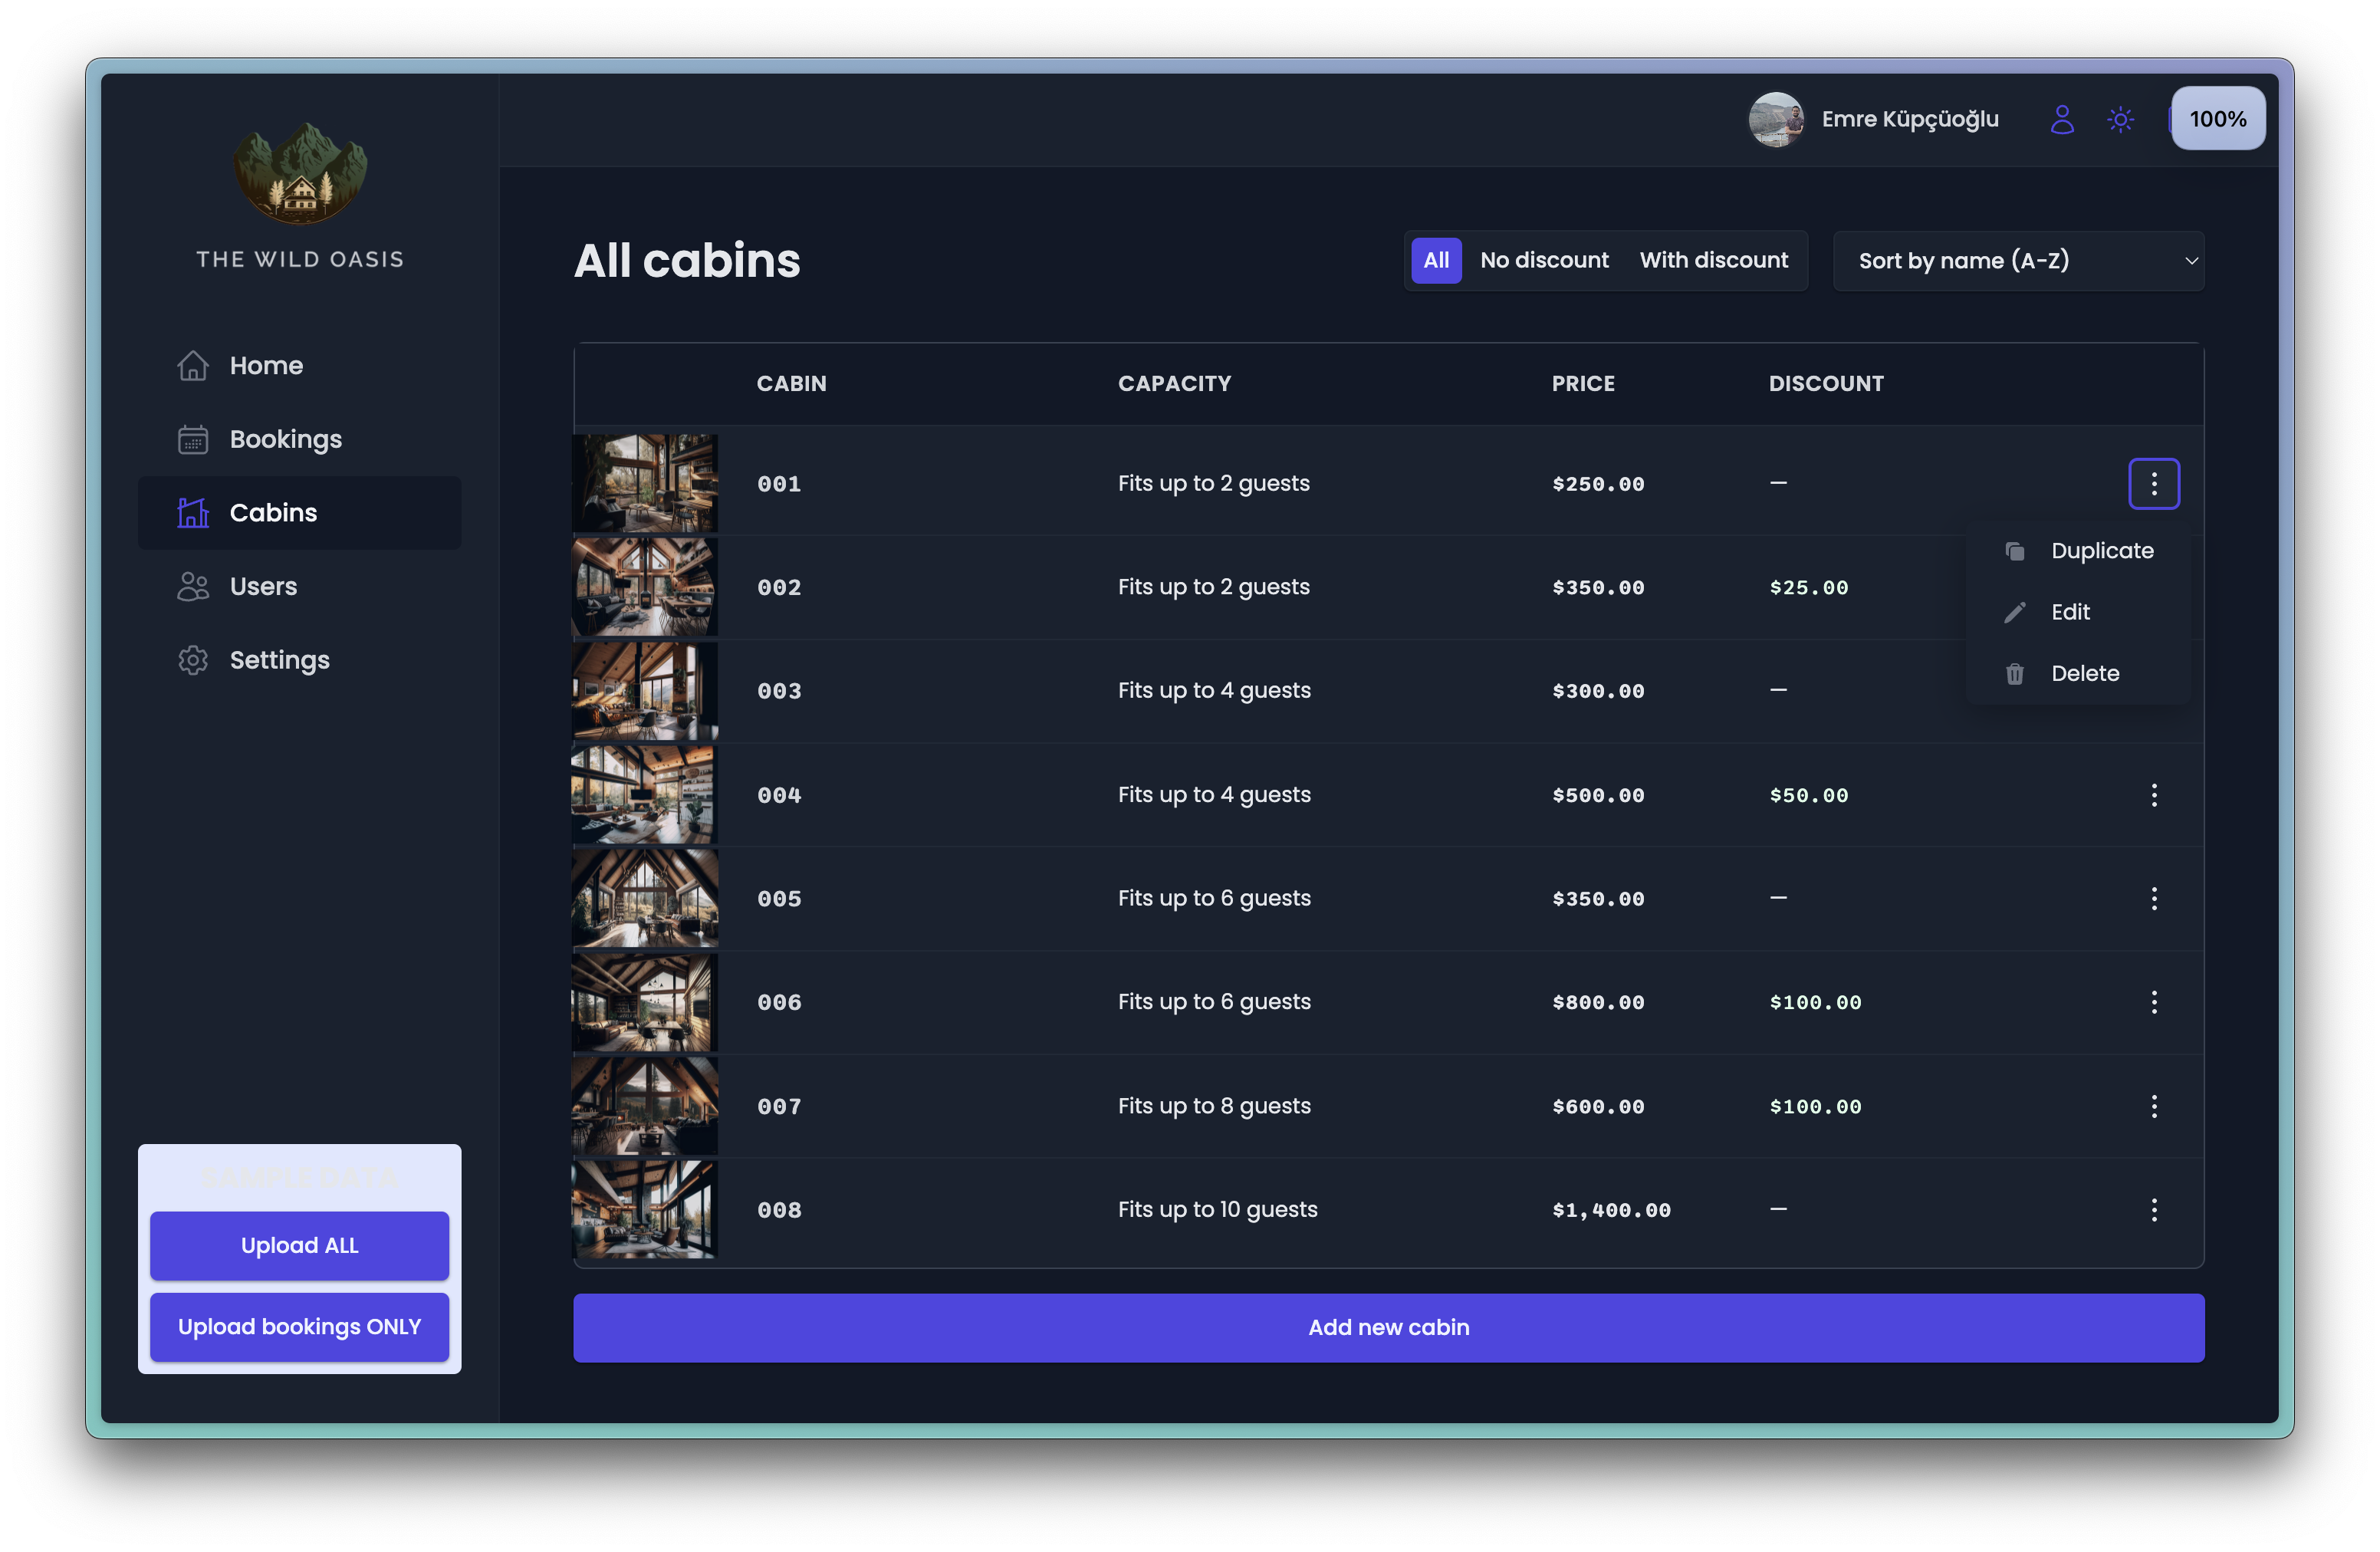 THE WILD OASIS
Home
Bookings
Cabins
Users
Settings
SAMPLE DATA
Upload ALL
Upload bookings ONLY
Emre Küpçüoğlu
100%
All cabins
All No discount With discount Sort by name (A-Z)
CABIN CAPACITY PRICE DISCOUNT
001 Fits up to 2 guests $250.00 —
Duplicate
002 Fits up to 2 guests $350.00 $25.00
Edit
Delete
003 Fits up to 4 guests $300.00 —
004 Fits up to 4 guests $500.00 $50.00
005 Fits up to 6 guests $350.00 —
006 Fits up to 6 guests $800.00 $100.00
007 Fits up to 8 guests $600.00 $100.00
008 Fits up to 10 guests $1,400.00 —
Add new cabin